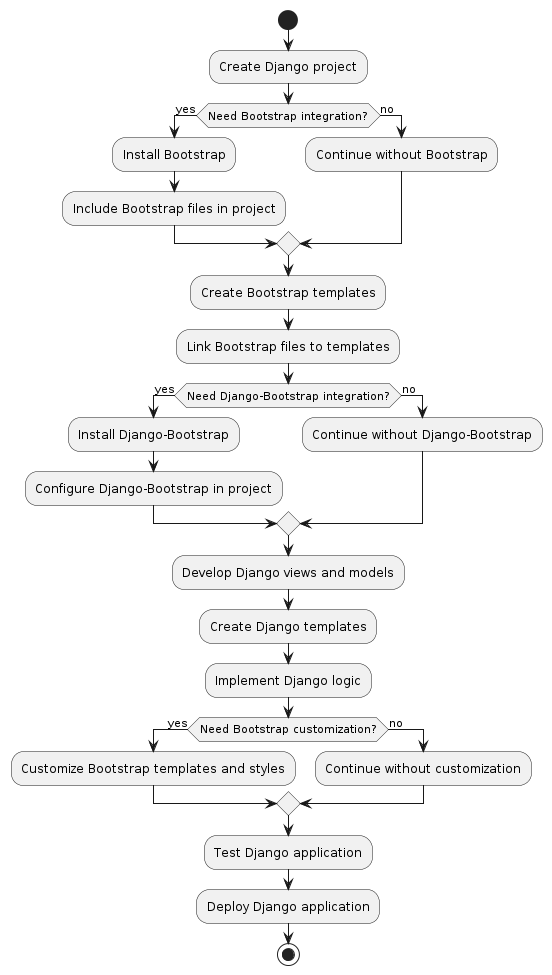 Create Django project
yes
Need Bootstrap integration?
no
Install Bootstrap
Continue without Bootstrap
Include Bootstrap files in project
Create Bootstrap templates
Link Bootstrap files to templates
yes
Need Django-Bootstrap integration?
no
Install Django-Bootstrap
Continue without Django-Bootstrap
Configure Django-Bootstrap in project
Develop Django views and models
Create Django templates
Implement Django logic
yes
Need Bootstrap customization?
no
Customize Bootstrap templates and styles
Continue without customization
Test Django application
Deploy Django application